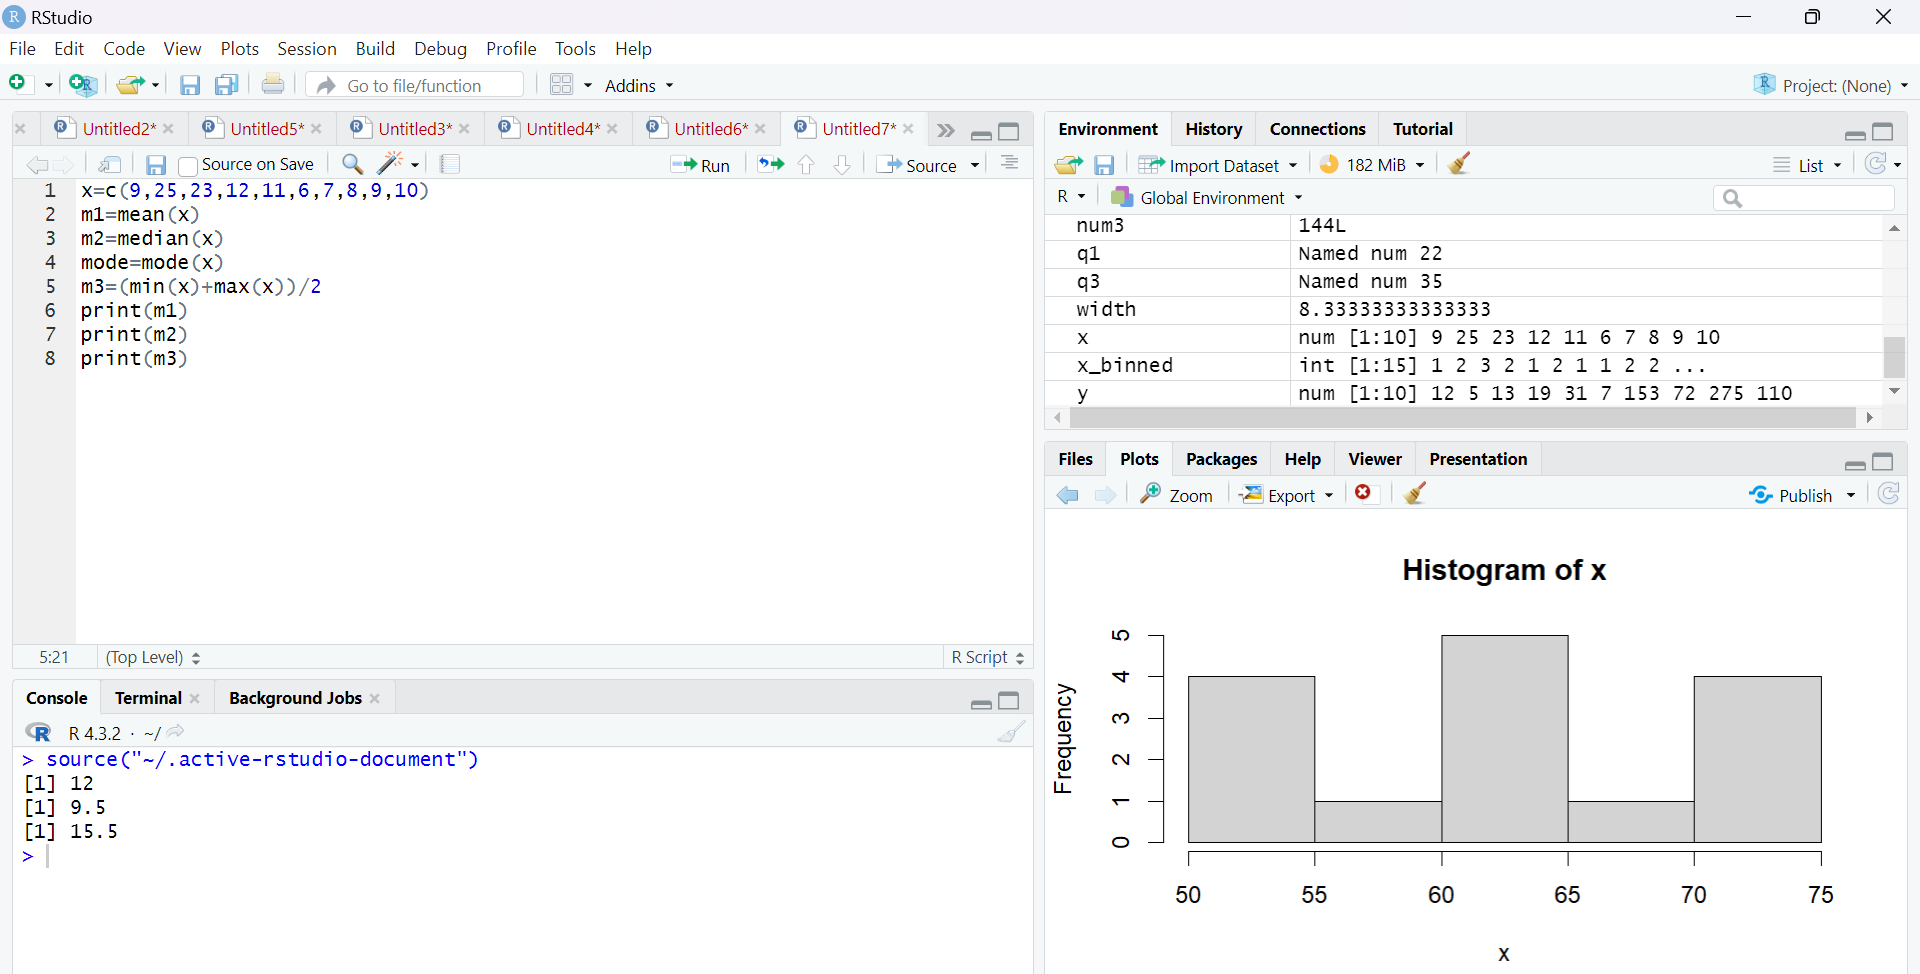 RStudio
File Edit Code View Plots Session Build Debug Profile Tools Help
Go to file/function Addins Project: (None)
Untitled2* Untitled5* Untitled3* Untitled4* Untitled6* Untitled7*
Source on Save Run Source
1 x=c(9,25,23,12,11,6,7,8,9,10)
2 m1=mean(x)
3 m2=median(x)
4 mode=mode(x)
5 m3=(min(x)+max(x))/2
6 print(m1)
7 print(m2)
8 print(m3)
5:21 (Top Level) R Script
Console Terminal Background Jobs
R 4.3.2 · ~/
> source("~/.active-rstudio-document")
[1] 12
[1] 9.5
[1] 15.5
>
Environment History Connections Tutorial
Import Dataset 182 MiB List
R Global Environment
num3 144L
q1 Named num 22
q3 Named num 35
width 8.33333333333333
x num [1:10] 9 25 23 12 11 6 7 8 9 10
x_binned int [1:15] 1 2 3 2 1 2 1 1 2 2 ...
y num [1:10] 12 5 13 19 31 7 153 72 275 110
Files Plots Packages Help Viewer Presentation
Zoom Export Publish
Histogram of x
Frequency
5
4
3
2
1
0
50 55 60 65 70 75
x